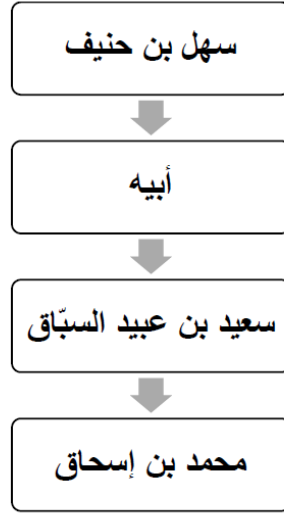 سهل بن حنيف
أبيه
سعيد بن عبيد السبّاق
محمد بن إسحاق